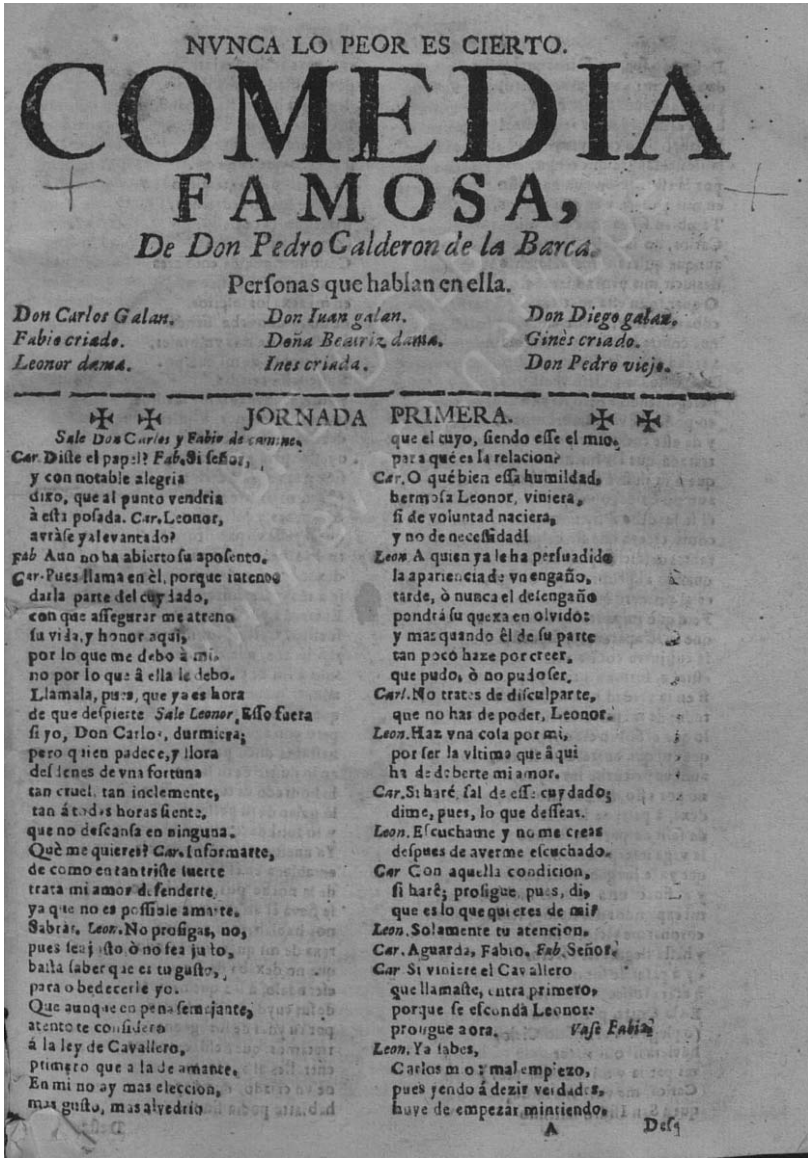 NVNCA LO PEOR ES CIERTO.
COMEDIA
FAMOSA,
De Don Pedro Calderon de la Barca.
Perſonas que hablan en ella.
Don Carlos Galan. Don Iuan galan. Don Diego galan.
Fabio criado. Doña Beatriz dama. Ginès criado.
Leonor dama. Ines criada. Don Pedro viejo.
JORNADA PRIMERA.
Sale Don Carlos y Fabio de camino.
Car. Diſte el papel? Fab. Si ſeñor,
y con notable alegria
dixo, que al punto vendria
à eſta poſada. Car. Leonor,
avràſe ya levantado?
Fab Aun no ha abierto ſu apoſento.
Car. Pues llama en èl, porque intento
darla parte del cuydado,
con que aſſegurar me atreno
ſu vida, y honor aqui,
por lo que me debo à mi,
no por lo que â ella le debo.
Llamala, pues, que ya es hora
de que deſpierte Sale Leonor. Eſſo fuera
ſi yo, Don Carlos, durmiera;
pero quien padece, y llora
deſdenes de vna fortuna
tan cruel, tan inclemente,
tan á todas horas ſiente,
que no deſcanſa en ninguna.
Què me quieres? Car. Informarte,
de como en tan triſte ſuerte
trata mi amor defenderte
ya que no es poſſible amarte.
Sabràs. Leon. No proſigas, no,
pues ſea juſto ò no ſea juſto,
baſta ſaber que es tu guſto,
para obedecerle yo.
Que aunque en pena ſemejante,
atento te conſidero
á la ley de Cavallero,
primero que a la de amante.
En mi no ay mas eleccion,
mas guſto, mas alvedrio
que el tuyo, ſiendo eſſe el mio,
para què es la relacion?
Car. O què bien eſſa humildad,
hermoſa Leonor, viniera,
ſi de voluntad naciera,
y no de neceſſidad!
Leon A quien ya le ha perſuadido
la apariencia de vn engaño,
tarde, ò nunca el deſengaño
pondrá ſu quexa en olvido:
y mas quando êl de ſu parte
tan poco haze por creer,
que pudo, ò no pudo ſer.
Carl. No trates de diſculparte,
que no has de poder, Leonor.
Leon. Haz vna coſa por mi,
por ſer la vltima que âqui
ha de deberte mi amor.
Car. Si harè, ſal de eſſe cuydado;
dime, pues, lo que deſſeas.
Leon. Eſcuchame y no me creas
deſpues de averme eſcuchado.
Car Con aquella condicion,
ſi harê; proſigue, pues, di,
que es lo que quieres de mi?
Leon. Solamente tu atencion.
Car. Aguarda, Fabio. Fab. Señor.
Car Si viniere el Cavallero
que llamaſte, entra primero,
porque ſe eſconda Leonor:
proſigue aora. Vaſe Fabio.
Leon. Ya ſabes,
Carlos mio: mal empiezo,
pues yendo á dezir verdades,
huve de empezar mintiendo.
A Deſ